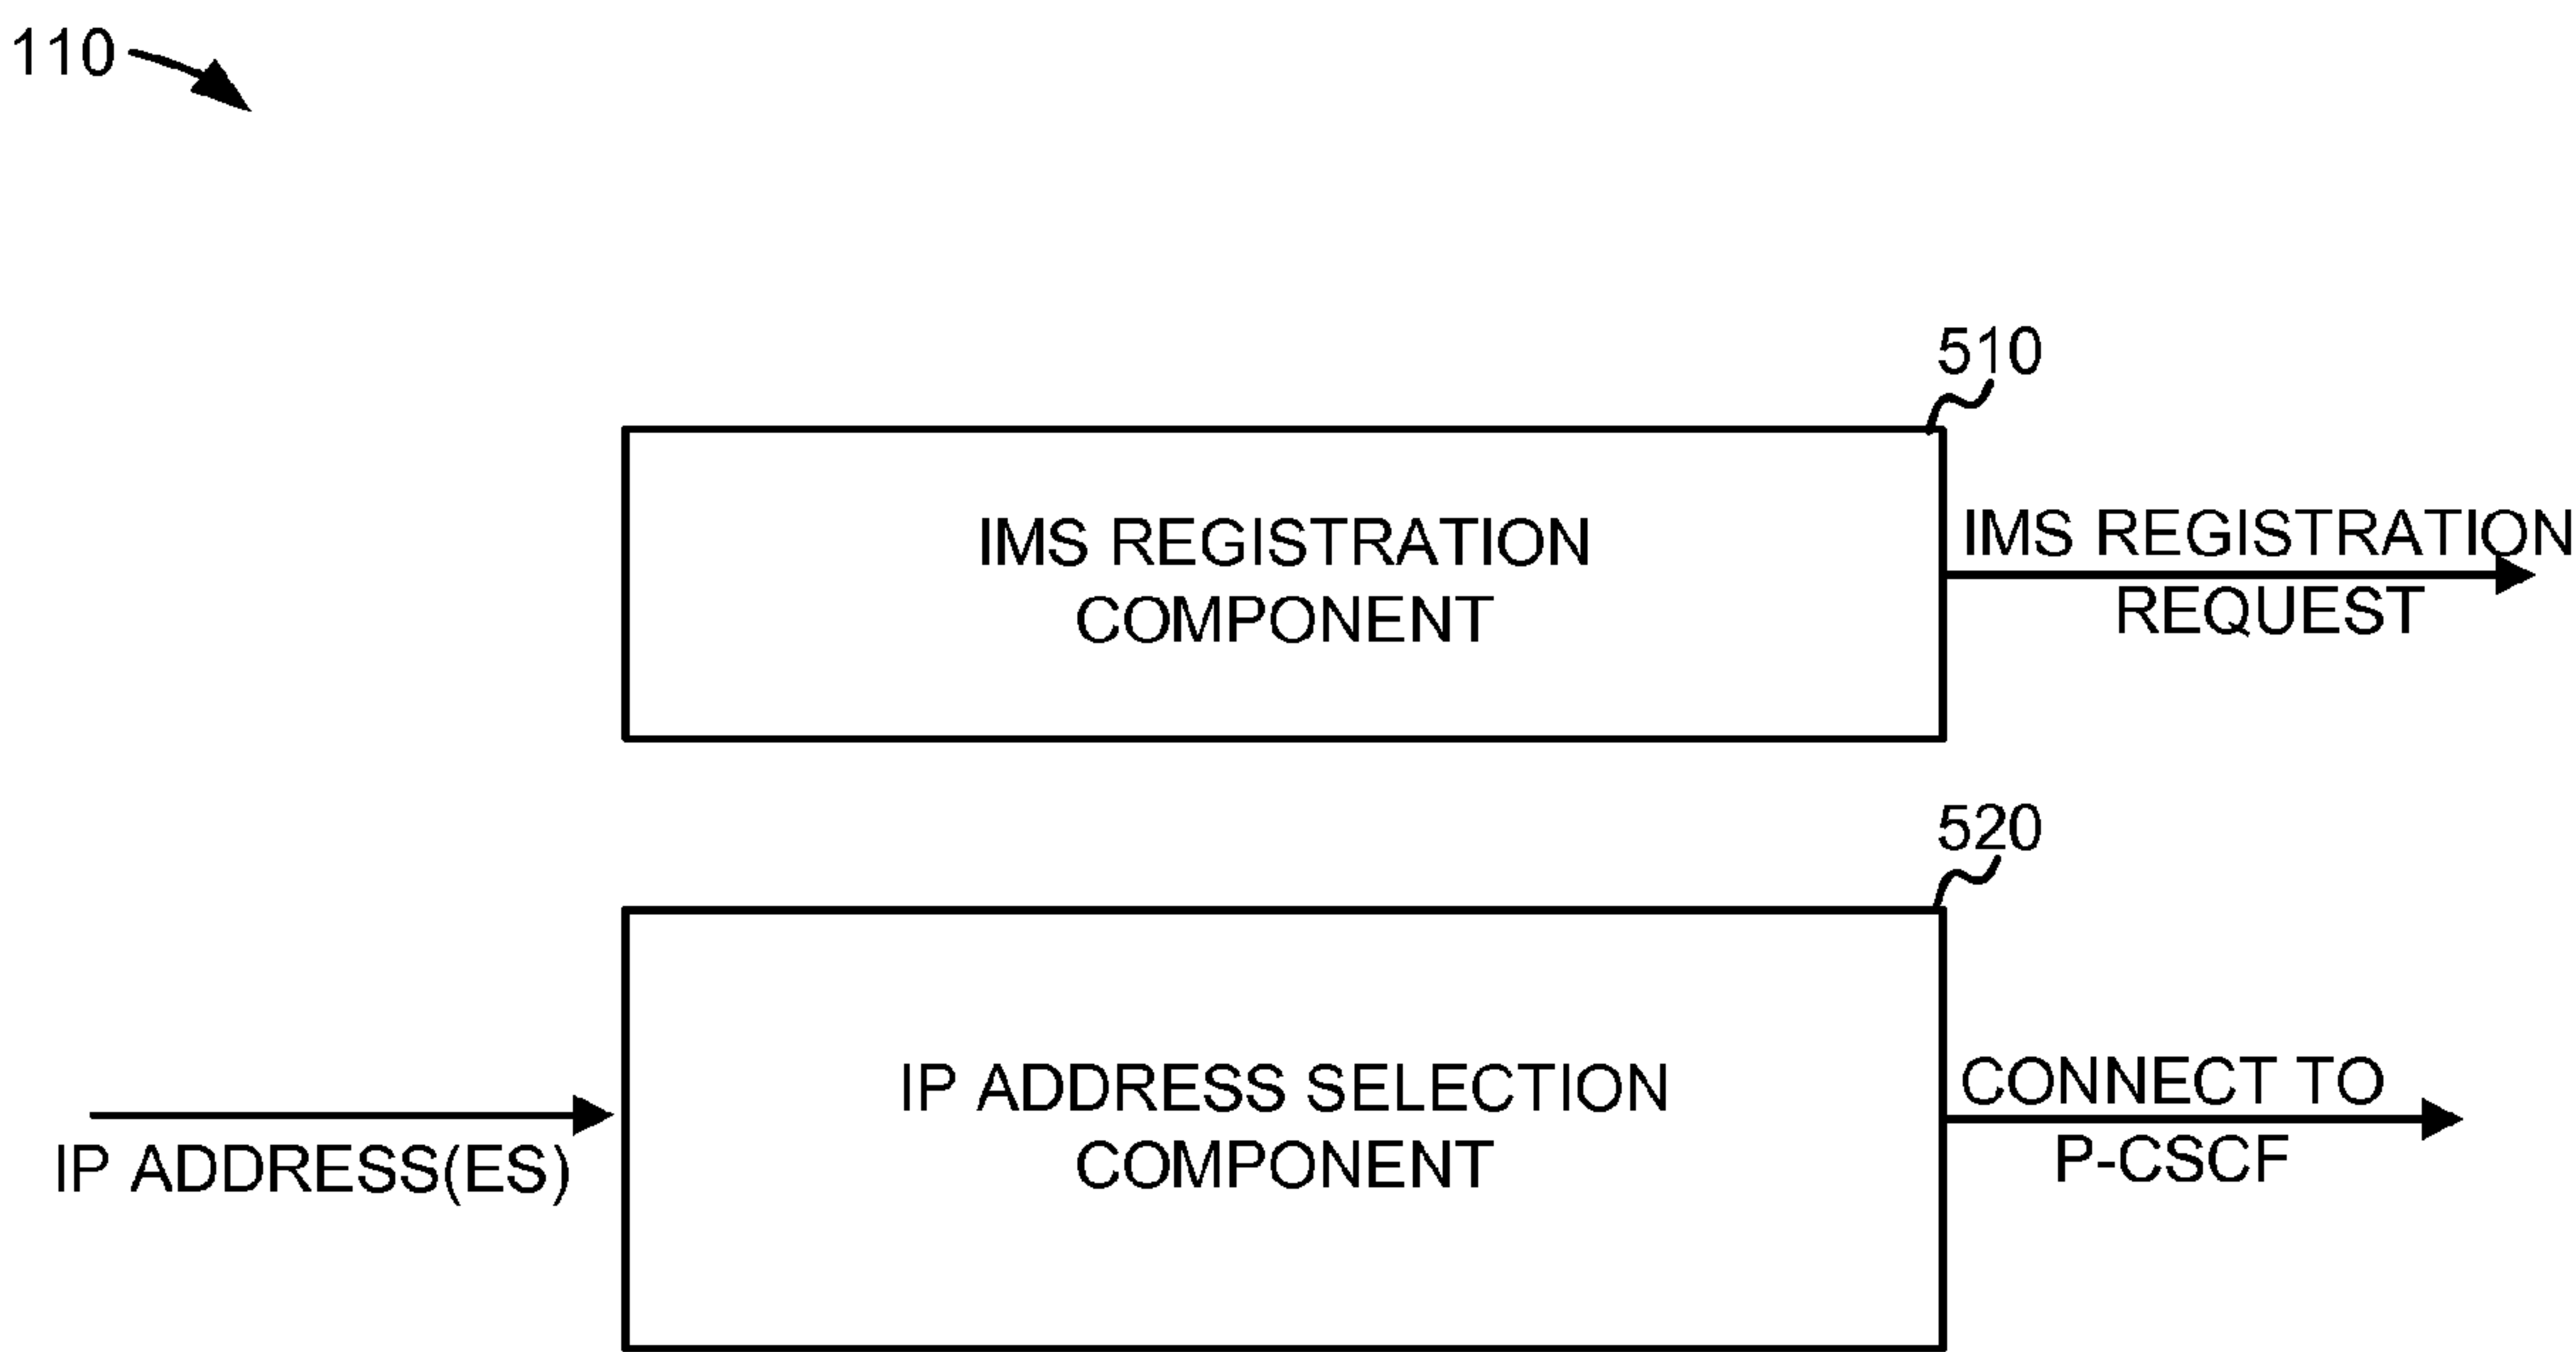 110
510
IMS REGISTRATION
COMPONENT
IMS REGISTRATION
REQUEST
520
IP ADDRESS SELECTION
COMPONENT
CONNECT TO
P-CSCF
IP ADDRESS(ES)